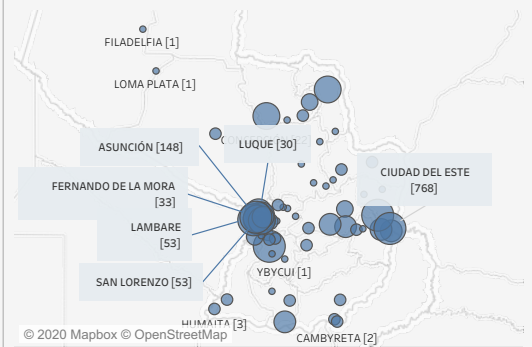 FILADELFIA [1]
LOMA PLATA [1]
ASUNCIÓN [148]
LUQUE [30]
CIUDAD DEL ESTE
[768]
FERNANDO DE LA MORA
[33]
LAMBARE
[53]
SAN LORENZO [53]
YBYCUI [1]
HUMAITA [3]
CAMBYRETA [2]
© 2020 Mapbox © OpenStreetMap